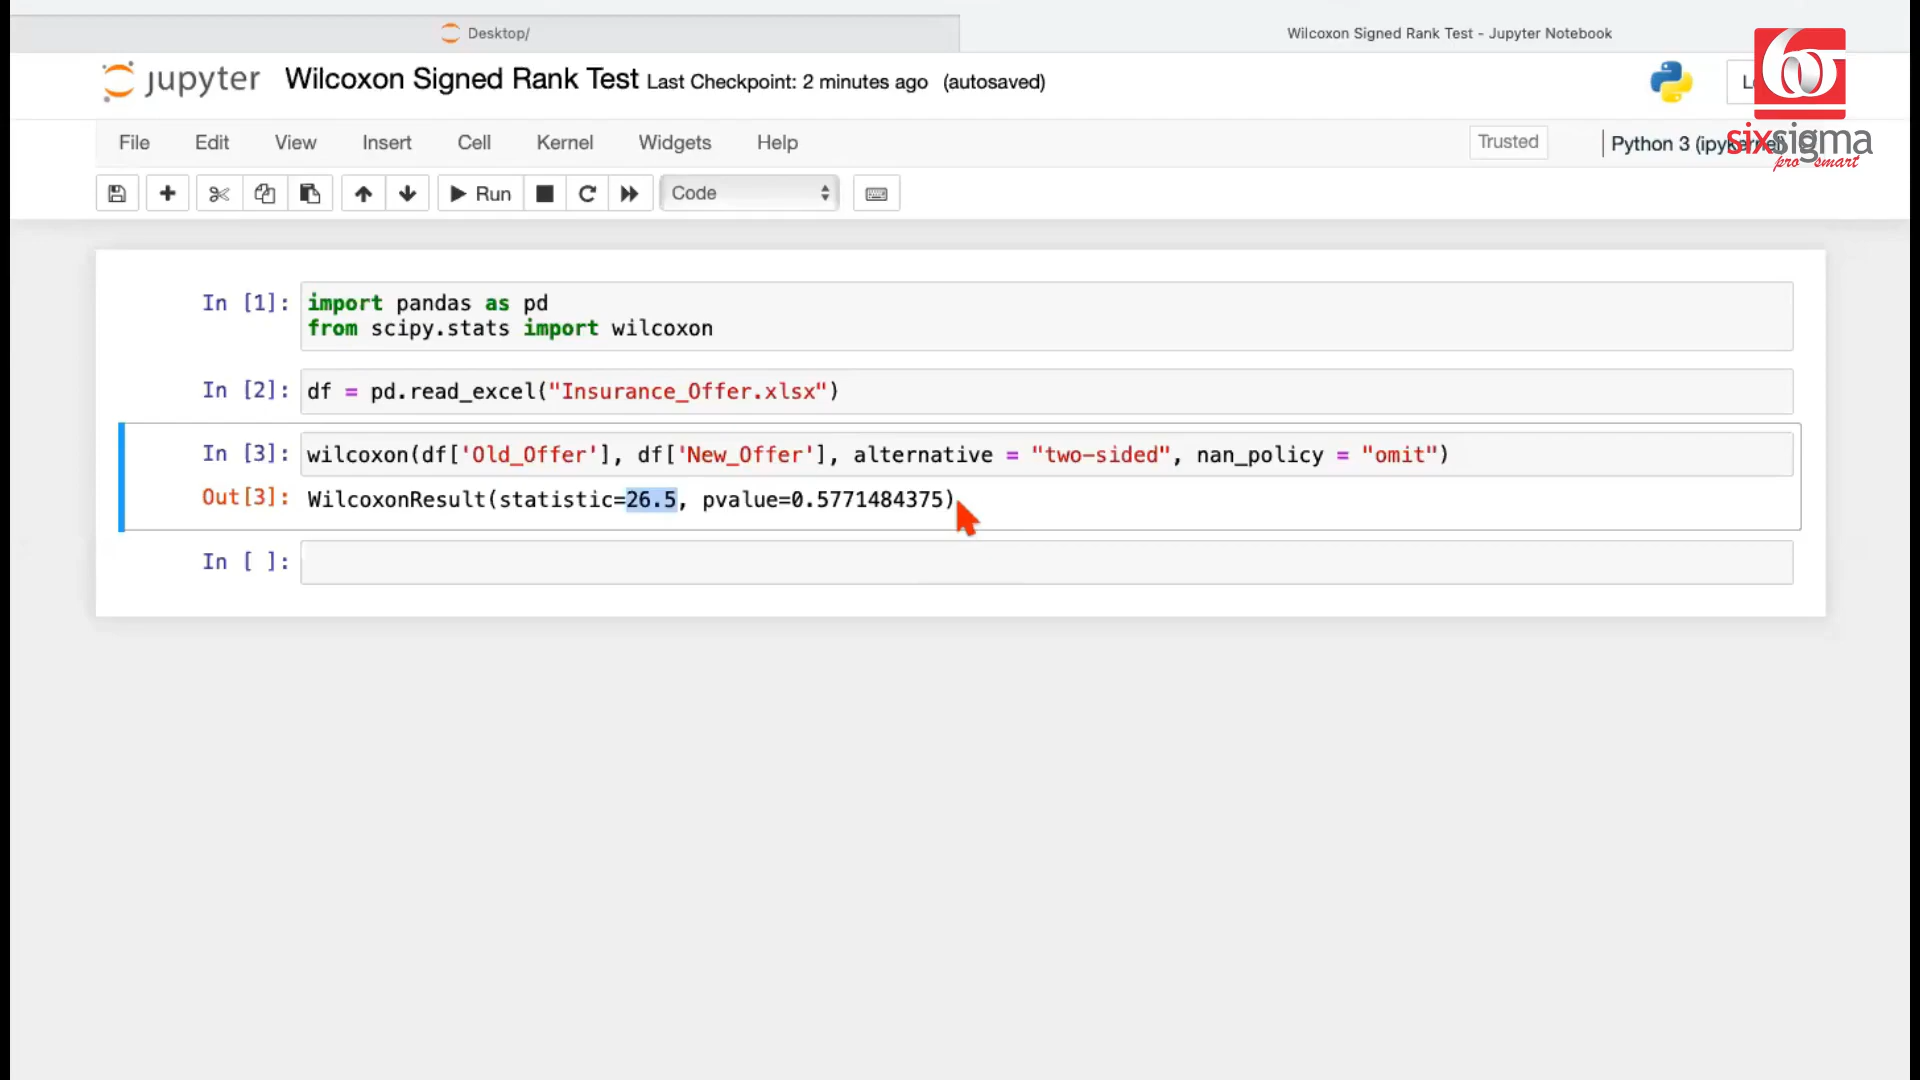 Desktop/
Wilcoxon Signed Rank Test - Jupyter Notebook
jupyter Wilcoxon Signed Rank Test Last Checkpoint: 2 minutes ago (autosaved)
File Edit View Insert Cell Kernel Widgets Help Trusted Python 3
sixsigma
pro smart
Run Code
In [1]: import pandas as pd
from scipy.stats import wilcoxon
In [2]: df = pd.read_excel("Insurance_Offer.xlsx")
In [3]: wilcoxon(df['Old_Offer'], df['New_Offer'], alternative = "two-sided", nan_policy = "omit")
Out[3]: WilcoxonResult(statistic=26.5, pvalue=0.5771484375)
In [ ]: